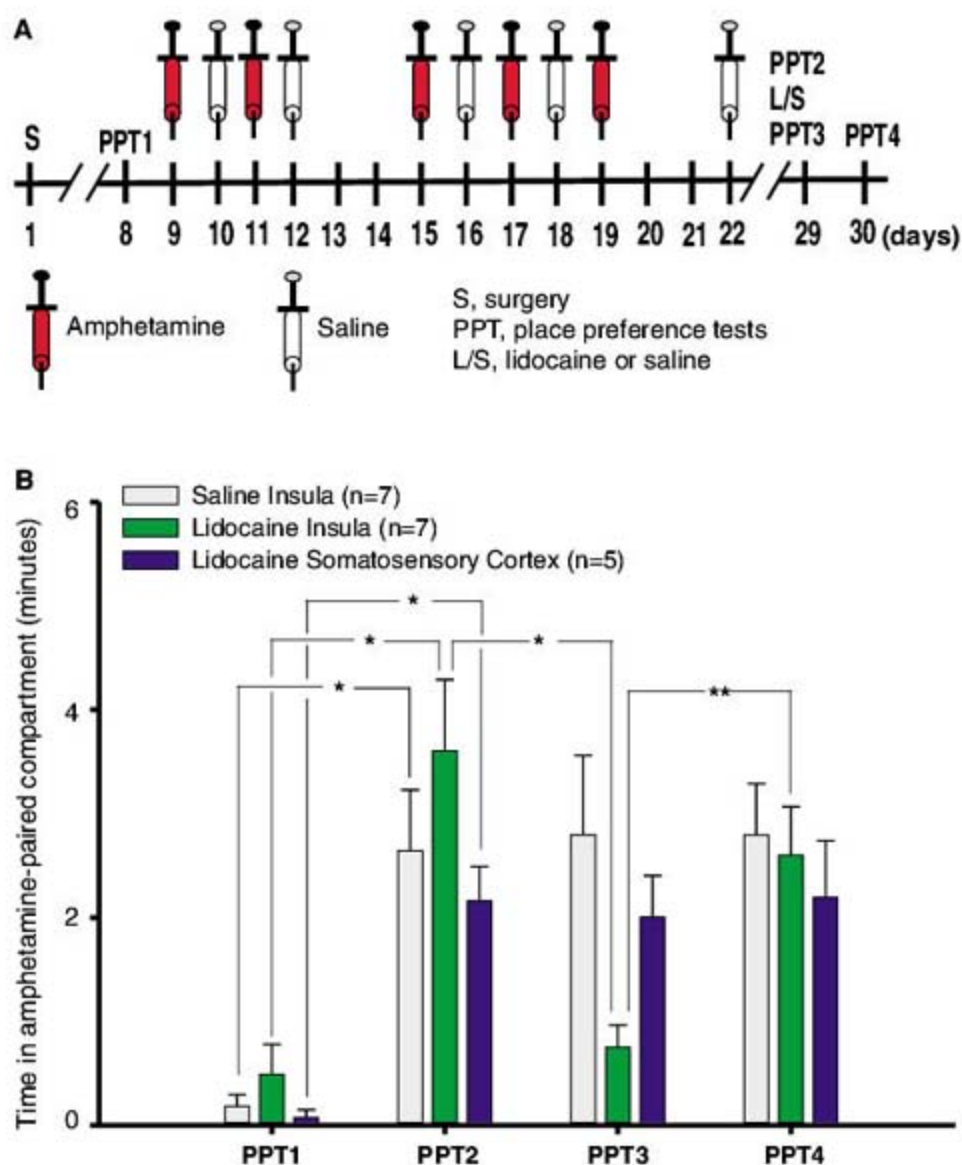 A
S
PPT1
PPT2
L/S
PPT3
PPT4
1 8 9 10 11 12 13 14 15 16 17 18 19 20 21 22 29 30 (days)
Amphetamine
Saline
S, surgery
PPT, place preference tests
L/S, lidocaine or saline
B
Saline Insula (n=7)
Lidocaine Insula (n=7)
Lidocaine Somatosensory Cortex (n=5)
Time in amphetamine-paired compartment (minutes)
6
4
2
0
*
*
*
*
**
PPT1 PPT2 PPT3 PPT4